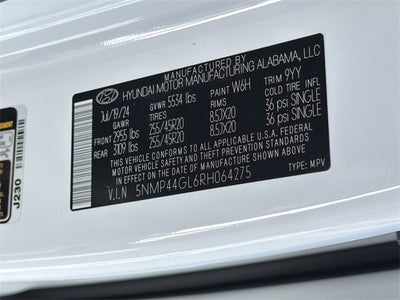 MANUFACTURED BY
HYUNDAI MOTOR MANUFACTURING ALABAMA, LLC
Jul/19/24 GVWR 5534 lbs PAINT W6H TRIM 9YY
GAWR TIRES RIMS COLD TIRE INFL
2955 lbs 255/45R20 8.5JX20 36 psi SINGLE
REAR 3109 lbs 255/45R20 8.5JX20 36 psi SINGLE
THIS VEHICLE CONFORMS TO ALL APPLICABLE FEDERAL
MOTOR VEHICLE SAFETY, BUMPER, AND THEFT
PREVENTION STANDARDS IN EFFECT ON THE DATE OF
MANUFACTURE SHOWN ABOVE.
V.I.N 5NMP44GL6RH064275 TYPE: MPV
J230